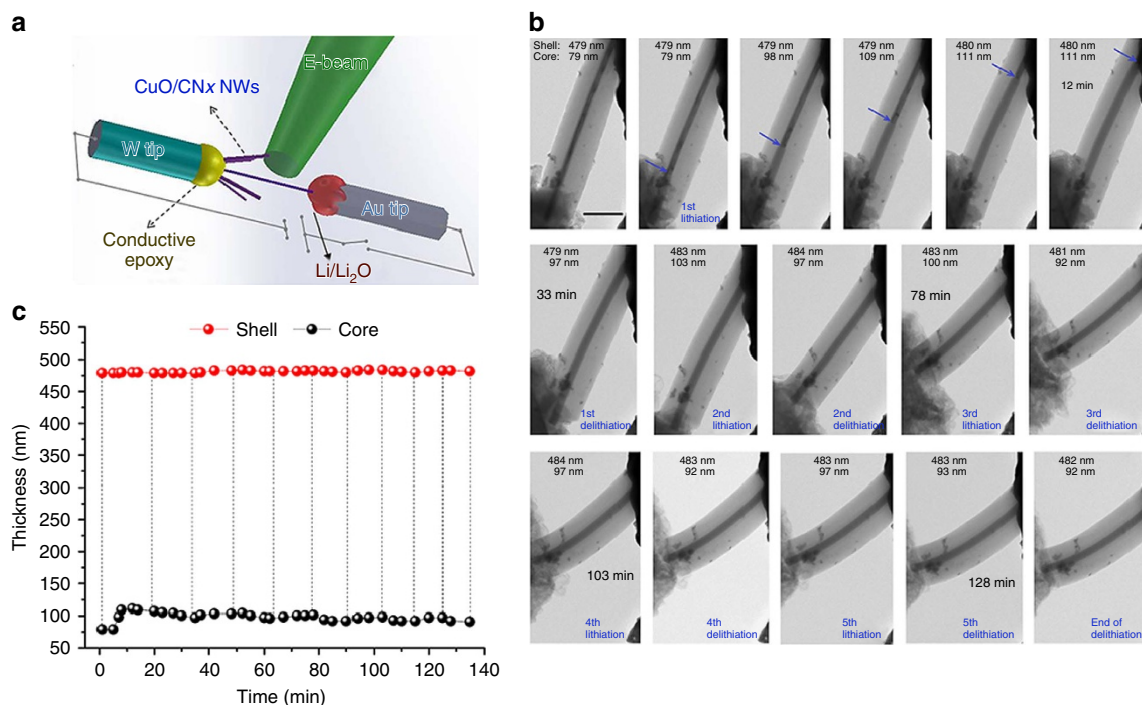 a
E-beam
CuO/CNx NWs
W tip
Au tip
Conductive
epoxy
Li/Li2O
b
Shell: 479 nm
Core: 79 nm
479 nm
79 nm
1st
lithiation
479 nm
98 nm
479 nm
109 nm
480 nm
111 nm
480 nm
111 nm
12 min
479 nm
97 nm
33 min
1st
delithiation
483 nm
103 nm
2nd
lithiation
484 nm
97 nm
2nd
delithiation
483 nm
100 nm
78 min
3rd
lithiation
481 nm
92 nm
3rd
delithiation
484 nm
97 nm
103 min
4th
lithiation
483 nm
92 nm
4th
delithiation
483 nm
97 nm
5th
lithiation
483 nm
93 nm
128 min
5th
delithiation
482 nm
92 nm
End of
delithiation
c
Shell
Core
Thickness (nm)
550
500
450
400
350
300
250
200
150
100
50
0 20 40 60 80 100 120 140
Time (min)